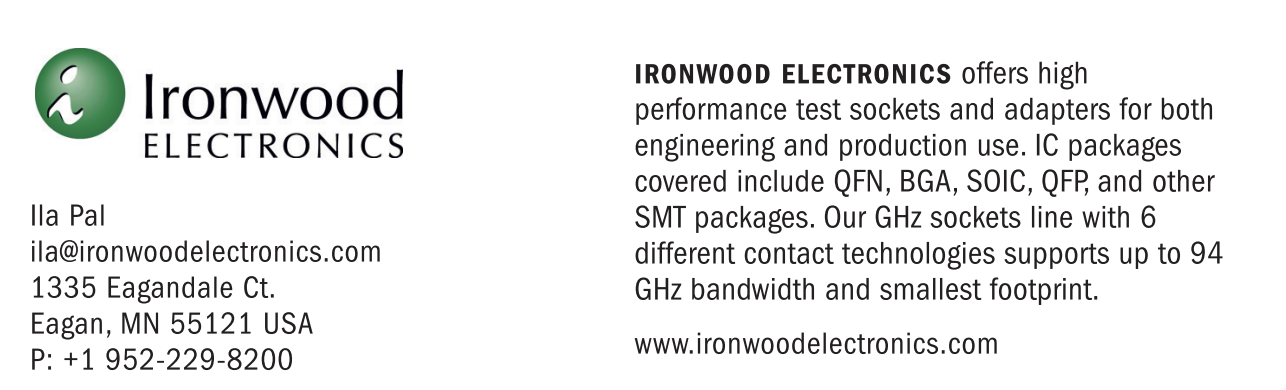 i Ironwood
ELECTRONICS
Ila Pal
ila@ironwoodelectronics.com
1335 Eagandale Ct.
Eagan, MN 55121 USA
P: +1 952-229-8200
IRONWOOD ELECTRONICS offers high
performance test sockets and adapters for both
engineering and production use. IC packages
covered include QFN, BGA, SOIC, QFP, and other
SMT packages. Our GHz sockets line with 6
different contact technologies supports up to 94
GHz bandwidth and smallest footprint.
www.ironwoodelectronics.com